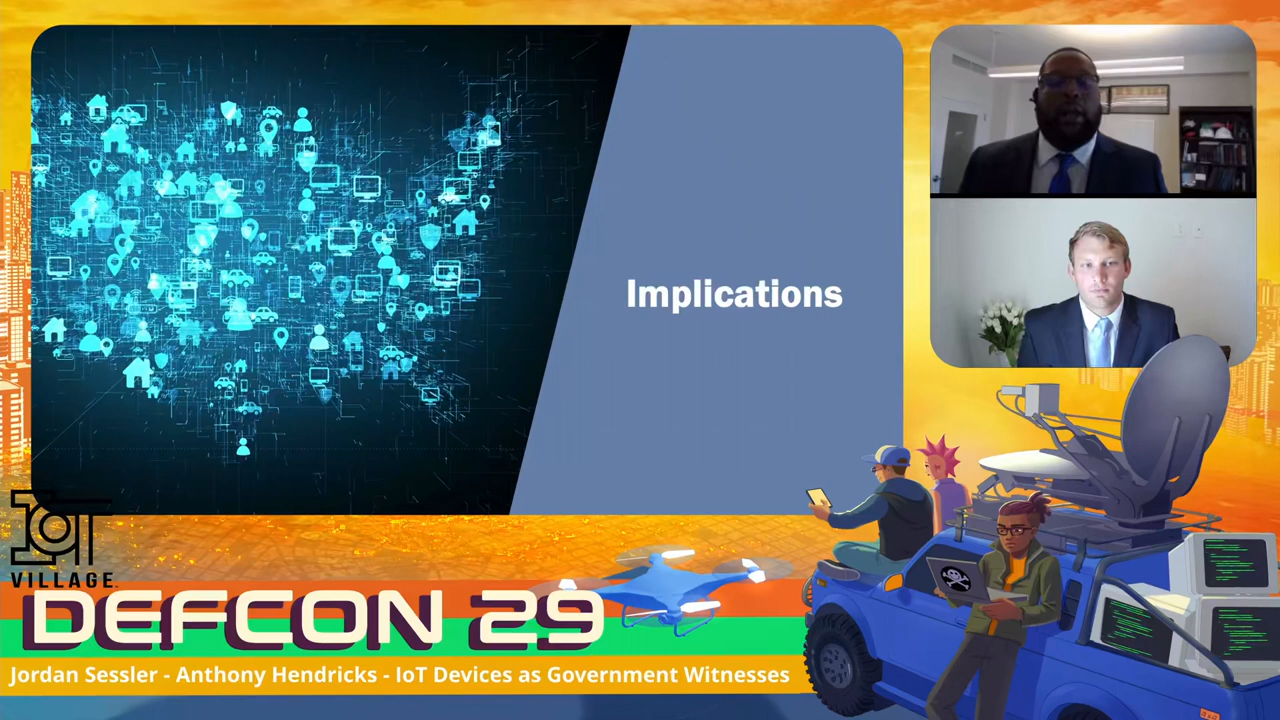 Implications
IoT
VILLAGE
DEFCON 29
Jordan Sessler - Anthony Hendricks - IoT Devices as Government Witnesses